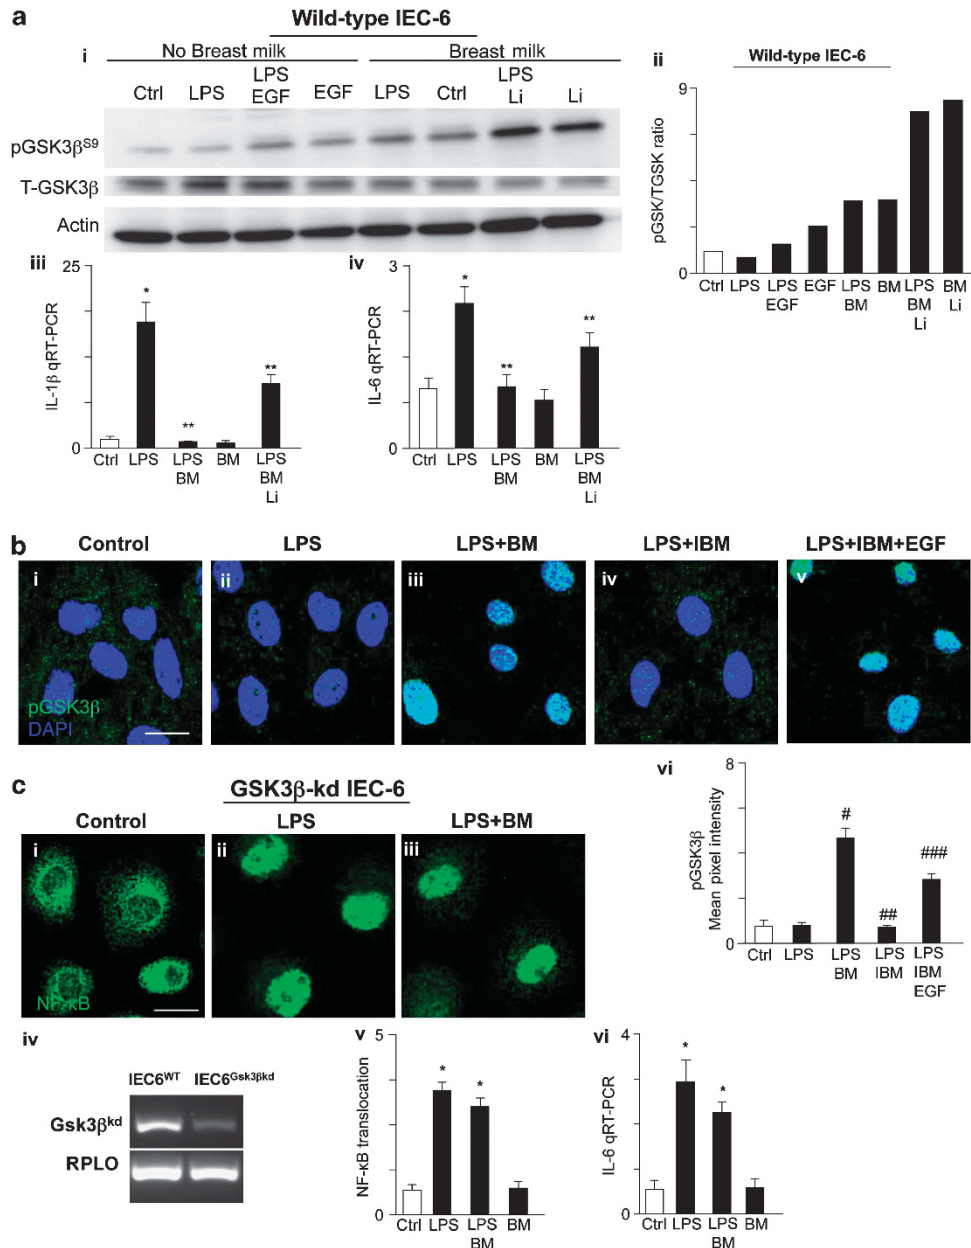 a
Wild-type IEC-6
i
No Breast milk
Breast milk
Ctrl LPS LPS EGF EGF LPS Ctrl LPS Li Li
pGSK3β^S9
T-GSK3β
Actin
ii
Wild-type IEC-6
9
pGSK/TGSK ratio
0
Ctrl LPS LPS EGF LPS BM LPS BM
EGF BM BM Li
Li
iii
25
IL-1β qRT-PCR
* ** **
0
Ctrl LPS LPS BM LPS
BM BM
Li
iv
3
IL-6 qRT-PCR
* ** **
0
Ctrl LPS LPS BM LPS
BM BM
Li
b
Control LPS LPS+BM LPS+IBM LPS+IBM+EGF
i ii iii iv v
pGSK3β
DAPI
vi
8
pGSK3β
Mean pixel intensity
# ## ###
0
Ctrl LPS LPS LPS LPS
BM IBM IBM
EGF
c
GSK3β-kd IEC-6
Control LPS LPS+BM
i ii iii
NF-κB
iv
IEC6^WT IEC6^Gsk3βkd
Gsk3β^kd
RPLO
v
5
NF-κB translocation
* *
0
Ctrl LPS LPS BM
BM
vi
4
IL-6 qRT-PCR
* *
0
Ctrl LPS LPS BM
BM